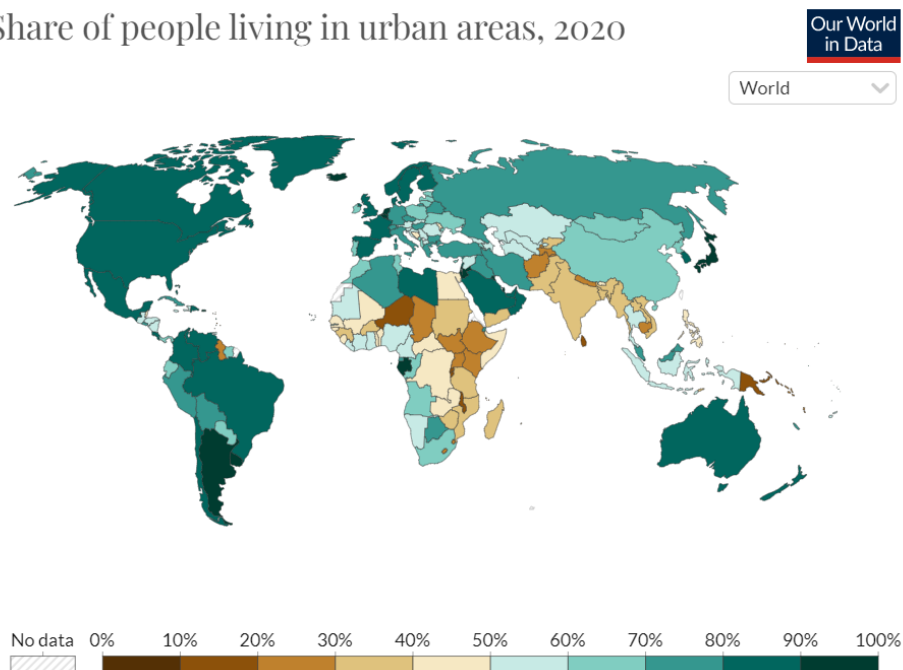 Share of people living in urban areas, 2020
Our World
in Data
World
No data 0% 10% 20% 30% 40% 50% 60% 70% 80% 90% 100%